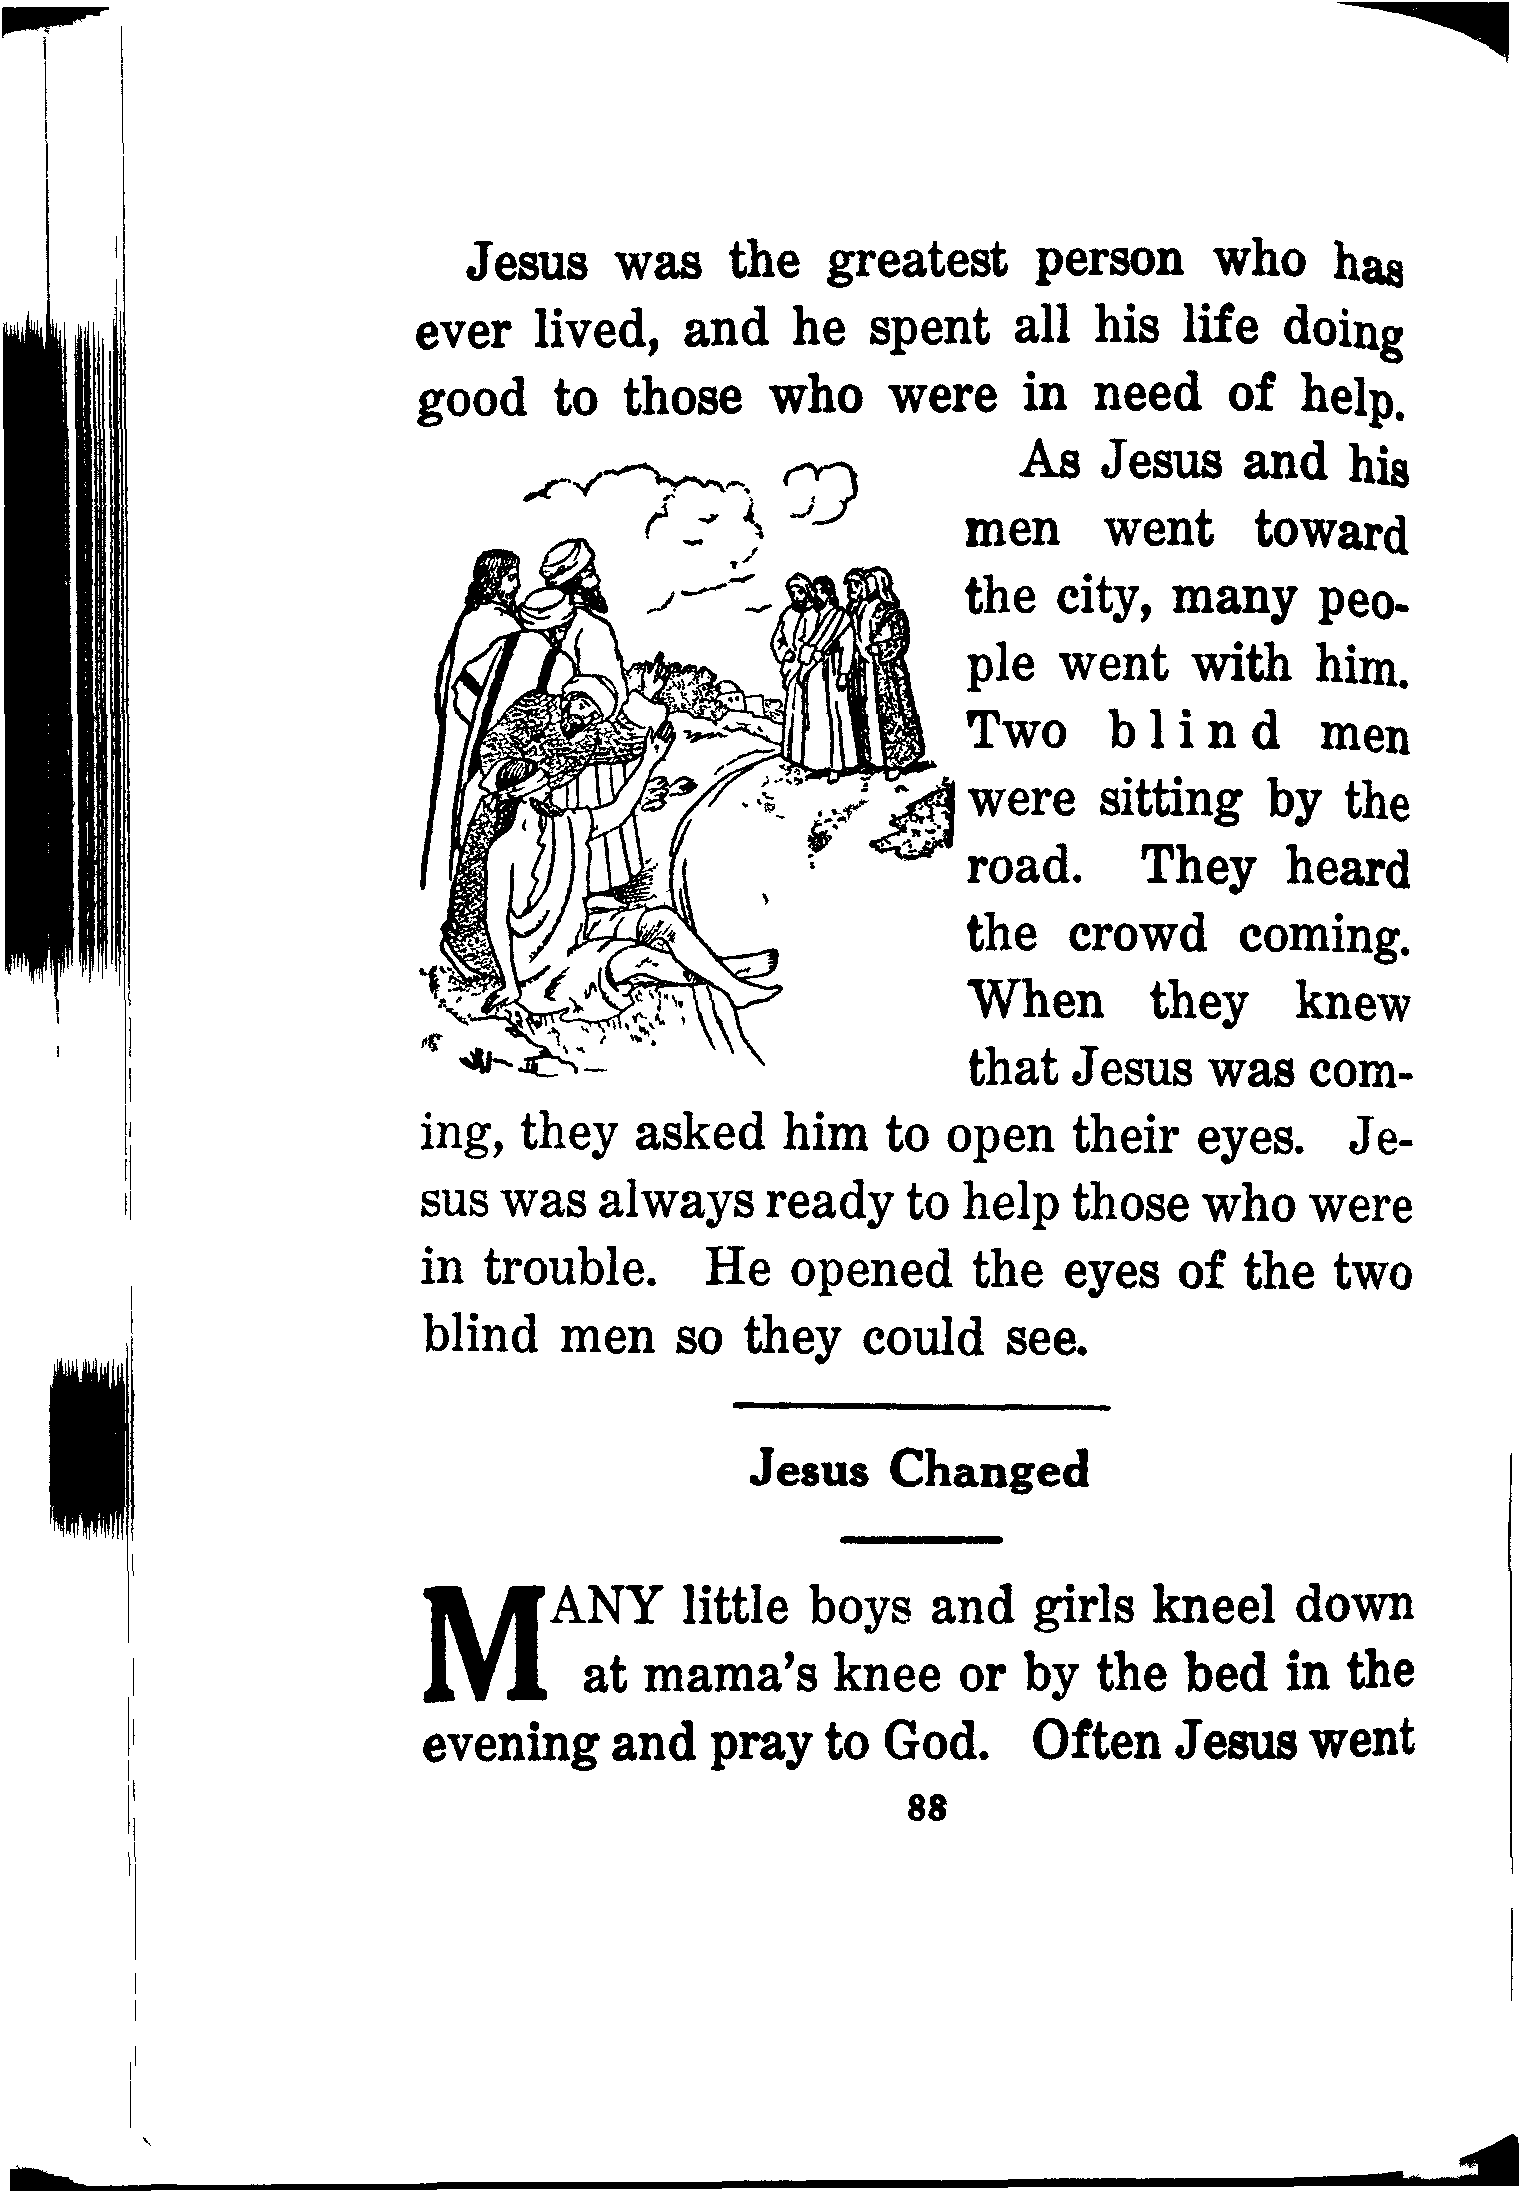 Jesus was the greatest person who has
ever lived, and he spent all his life doing
good to those who were in need of help.
As Jesus and his
men went toward
the city, many peo-
ple went with him.
Two blind men
were sitting by the
road. They heard
the crowd coming.
When they knew
that Jesus was com-
ing, they asked him to open their eyes. Je-
sus was always ready to help those who were
in trouble. He opened the eyes of the two
blind men so they could see.
Jesus Changed
MANY little boys and girls kneel down
at mama's knee or by the bed in the
evening and pray to God. Often Jesus went
88